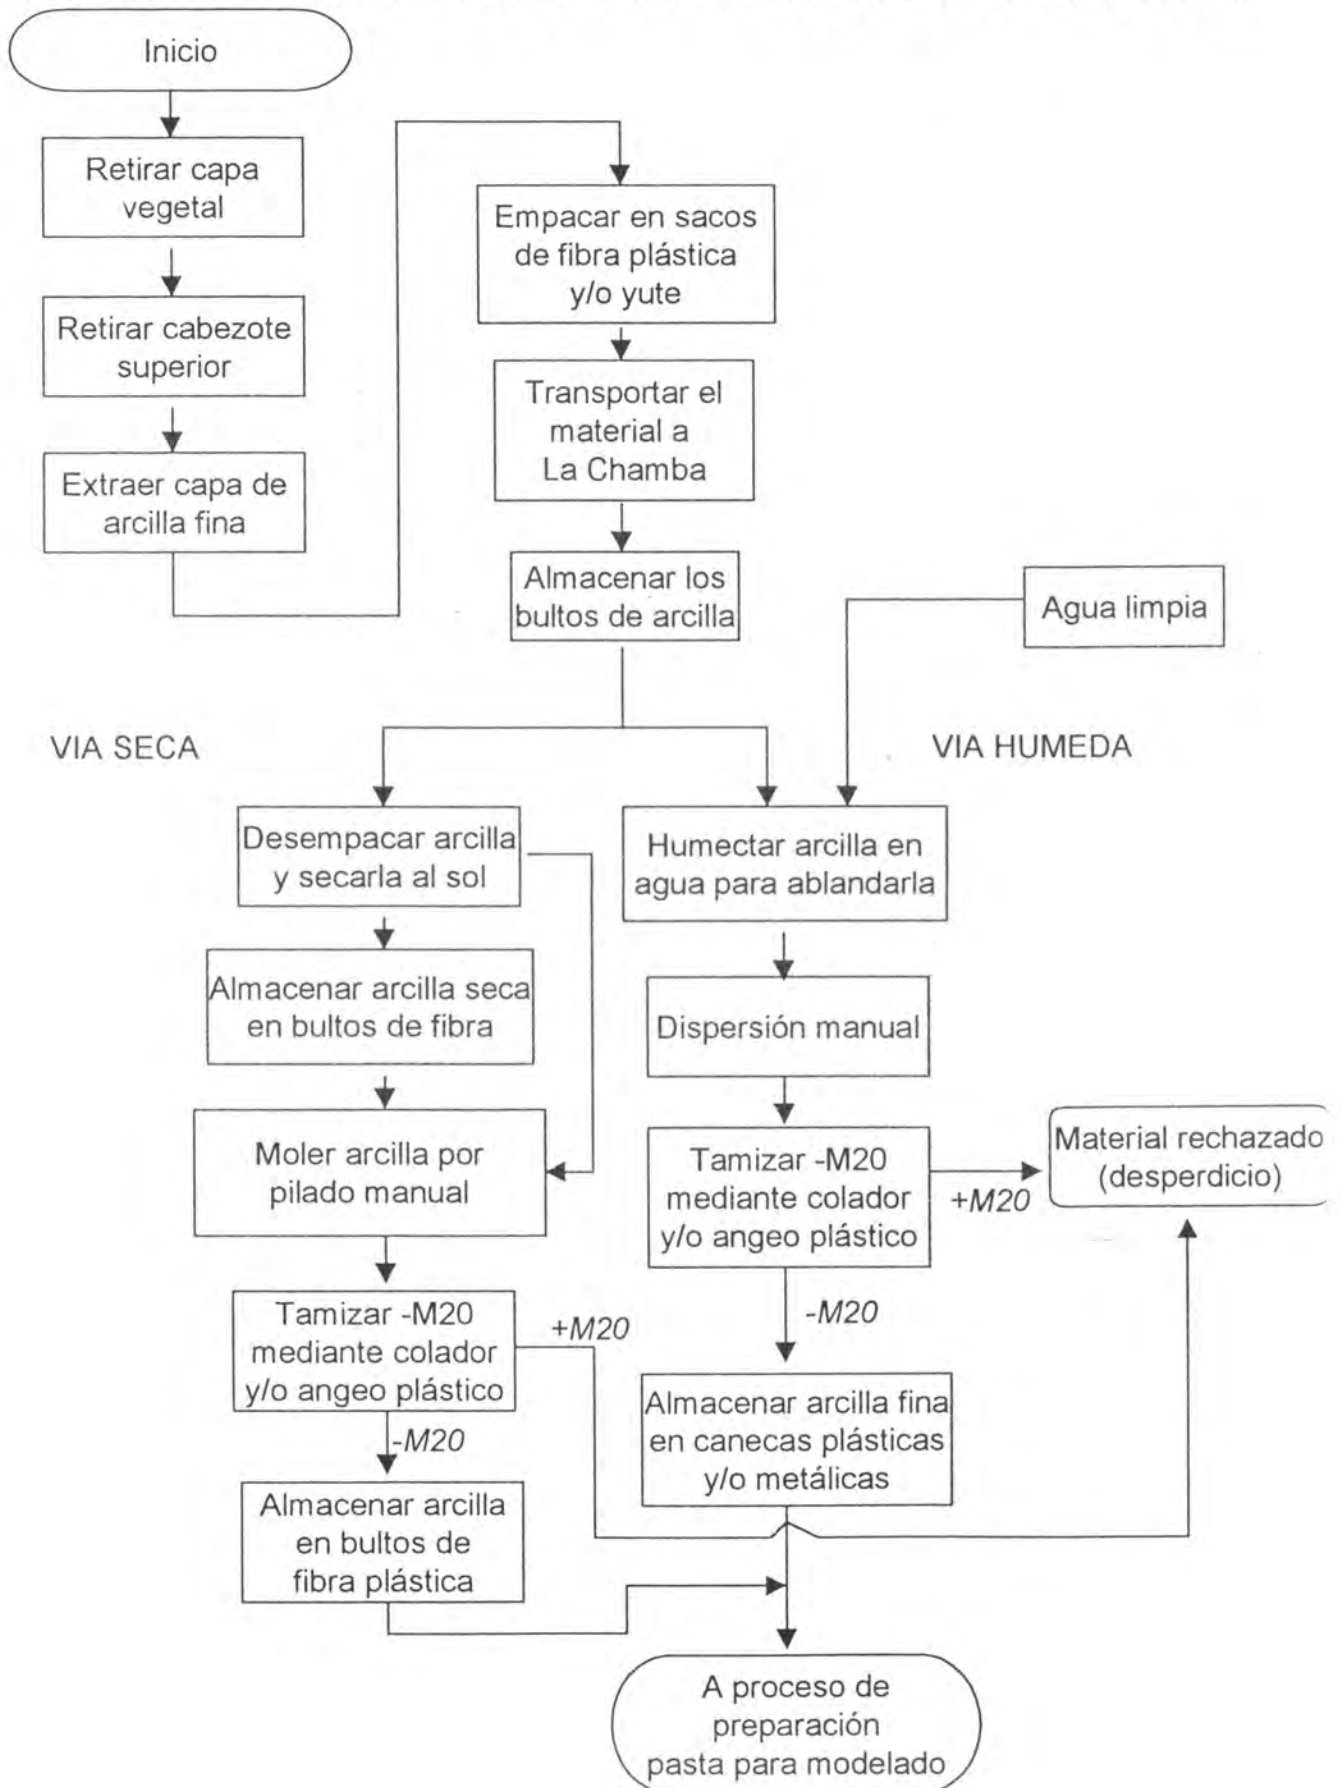 Inicio
Retirar capa
vegetal
Retirar cabezote
superior
Extraer capa de
arcilla fina
Empacar en sacos
de fibra plástica
y/o yute
Transportar el
material a
La Chamba
Almacenar los
bultos de arcilla
Agua limpia
VIA SECA
VIA HUMEDA
Desempacar arcilla
y secarla al sol
Almacenar arcilla seca
en bultos de fibra
Moler arcilla por
pilado manual
Tamizar -M20
mediante colador
y/o angeo plástico
+M20
-M20
Almacenar arcilla
en bultos de
fibra plástica
Humectar arcilla en
agua para ablandarla
Dispersión manual
Tamizar -M20
mediante colador
y/o angeo plástico
+M20
Material rechazado
(desperdicio)
-M20
Almacenar arcilla fina
en canecas plásticas
y/o metálicas
A proceso de
preparación
pasta para modelado